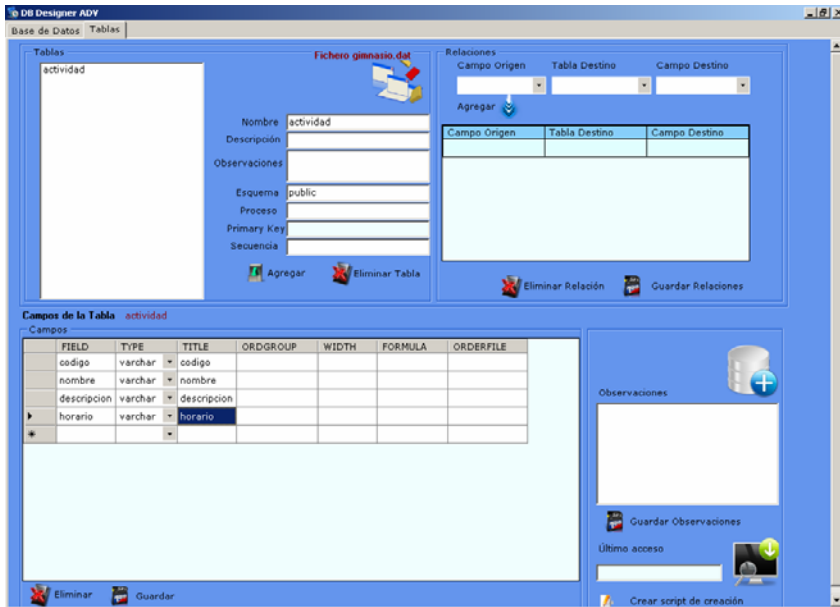 DB Designer ADV
Base de Datos Tablas
Tablas
Fichero gimnasio.dat
actividad
Nombre actividad
Descripción
Observaciones
Esquema public
Proceso
Primary Key
Secuencia
Agregar Eliminar Tabla
Relaciones
Campo Origen Tabla Destino Campo Destino
Agregar
Campo Origen Tabla Destino Campo Destino
Eliminar Relación Guardar Relaciones
Campos de la Tabla actividad
Campos
FIELD TYPE TITLE ORDGROUP WIDTH FORMULA ORDERFILE
codigo varchar codigo
nombre varchar nombre
descripcion varchar descripcion
horario varchar horario
Eliminar Guardar
Observaciones
Guardar Observaciones
Último acceso
Crear script de creación